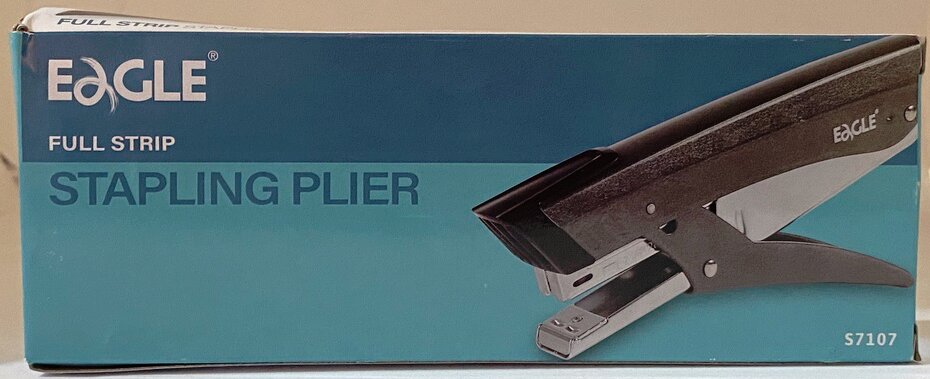 FULL STRIP
EAGLE®
FULL STRIP
STAPLING PLIER
EAGLE®
S7107